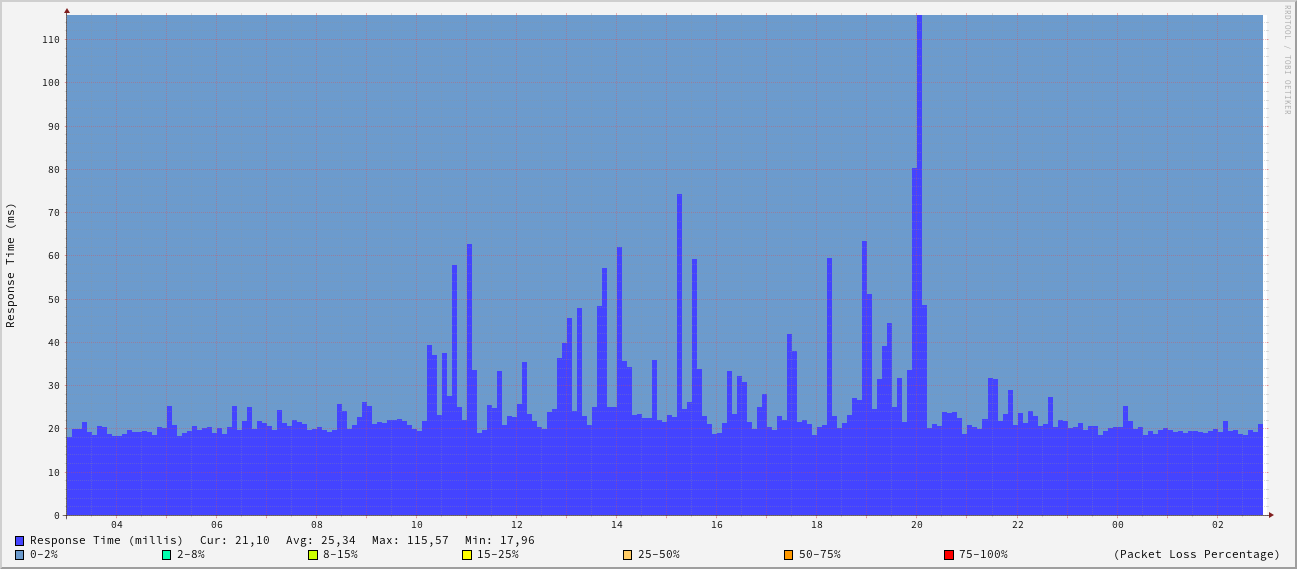 RRDTOOL / TOBI OETIKER
Response Time (ms)
110
100
90
80
70
60
50
40
30
20
10
0
04 06 08 10 12 14 16 18 20 22 00 02
Response Time (millis) Cur: 21,10 Avg: 25,34 Max: 115,57 Min: 17,96
0-2% 2-8% 8-15% 15-25% 25-50% 50-75% 75-100% (Packet Loss Percentage)